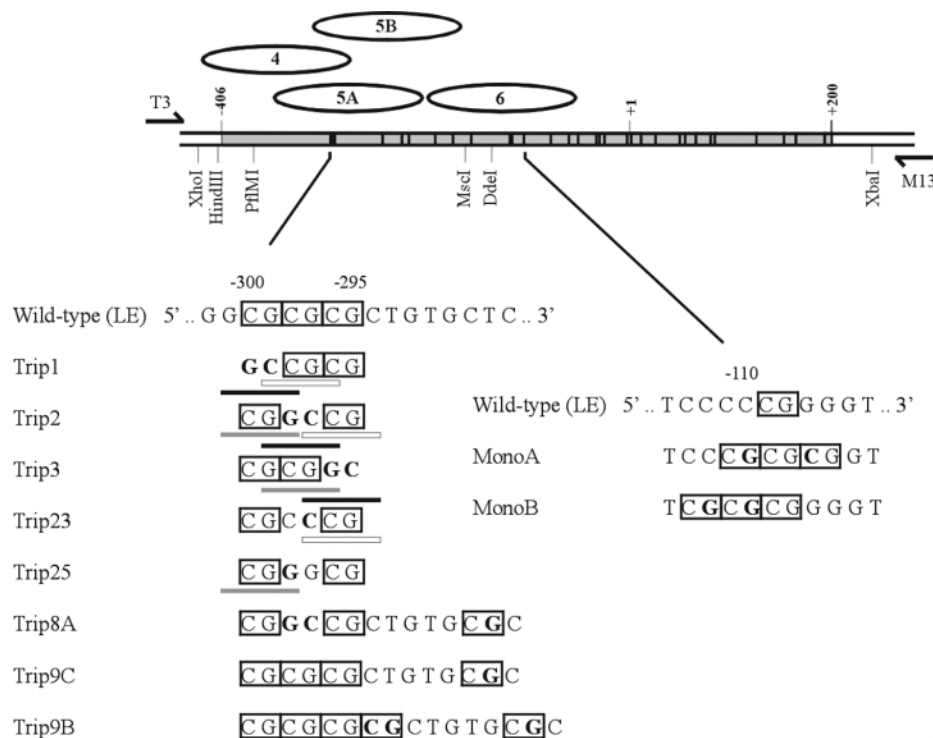 5B
4
5A
6
T3
-406
+1
+200
XhoI
HindIII
PflMI
MscI
DdeI
XbaI
M13
-300 -295
Wild-type (LE) 5’ .. G G C G C G C G C T G T G C T C .. 3’
Trip1 G C C G C G
Trip2 C G G C C G
Trip3 C G C G G C
Trip23 C G C C C G
Trip25 C G G G C G
Trip8A C G G C C G C T G T G C G C
Trip9C C G C G C G C T G T G C G C
Trip9B C G C G C G C G C T G T G C G C
-110
Wild-type (LE) 5’ .. T C C C C C G G G G T .. 3’
MonoA T C C C G C G C G G T
MonoB T C G C G C G G G G T